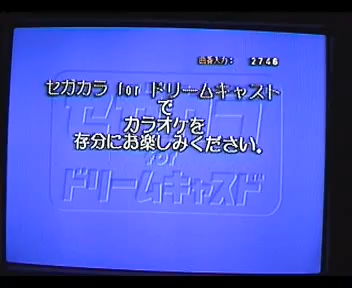 曲番入力: 2746
セガカラ for ドリームキャスト
で
カラオケを
存分にお楽しみください。
セガカラ
for
ドリームキャスト